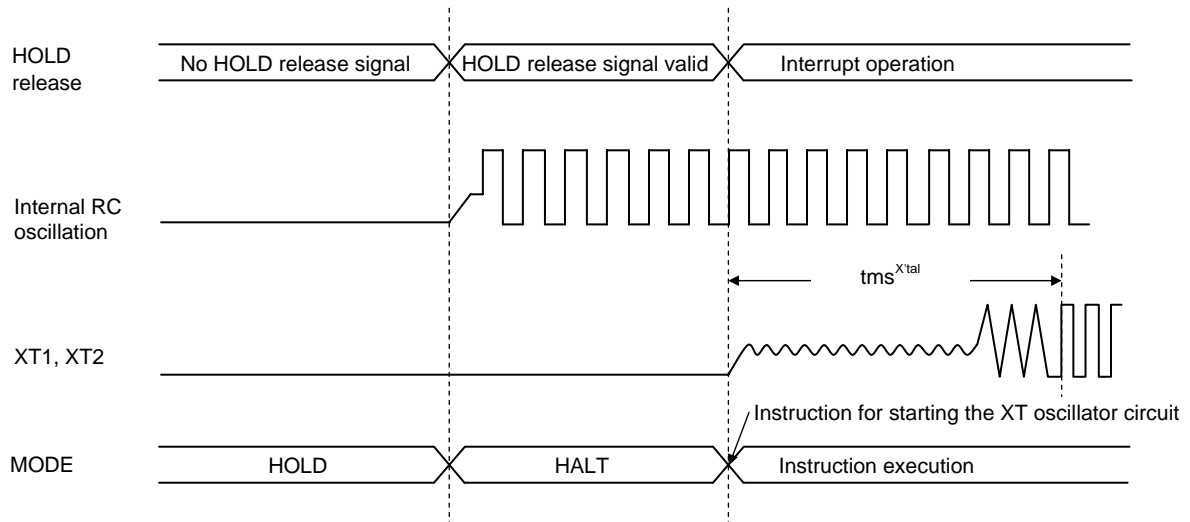 HOLD
release
No HOLD release signal
HOLD release signal valid
Interrupt operation
Internal RC
oscillation
tmsX'tal
XT1, XT2
Instruction for starting the XT oscillator circuit
MODE
HOLD
HALT
Instruction execution